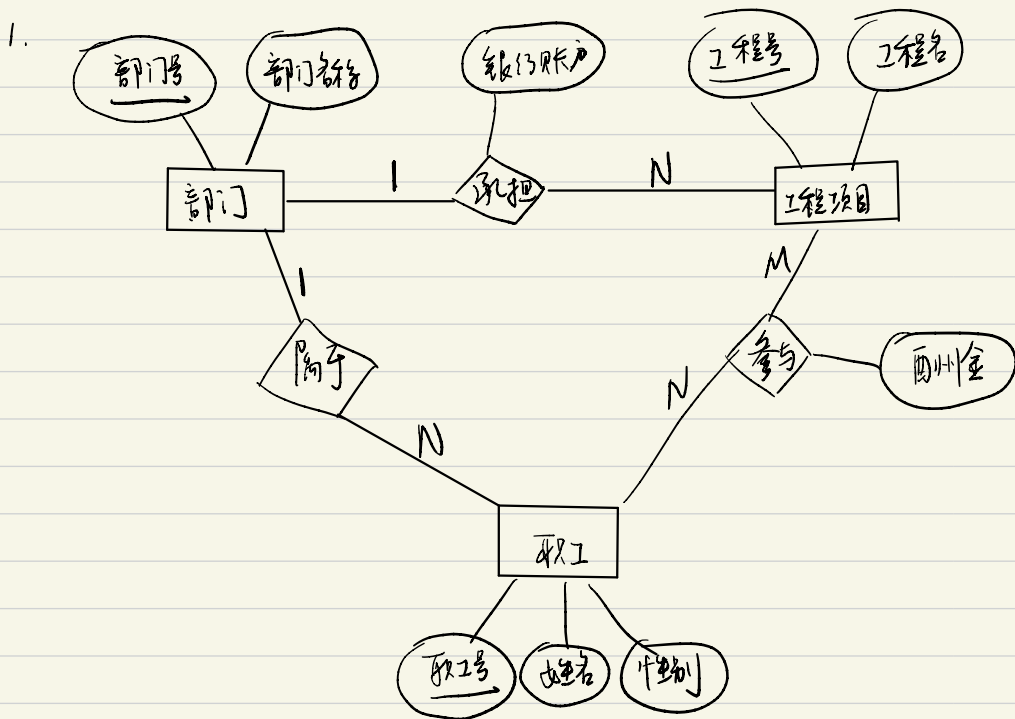 1.
部门号
部门名称
银行账户
工程号
工程名
部门
1
承担
N
工程项目
1
M
属于
参与
酬金
N
N
职工
职工号
姓名
性别